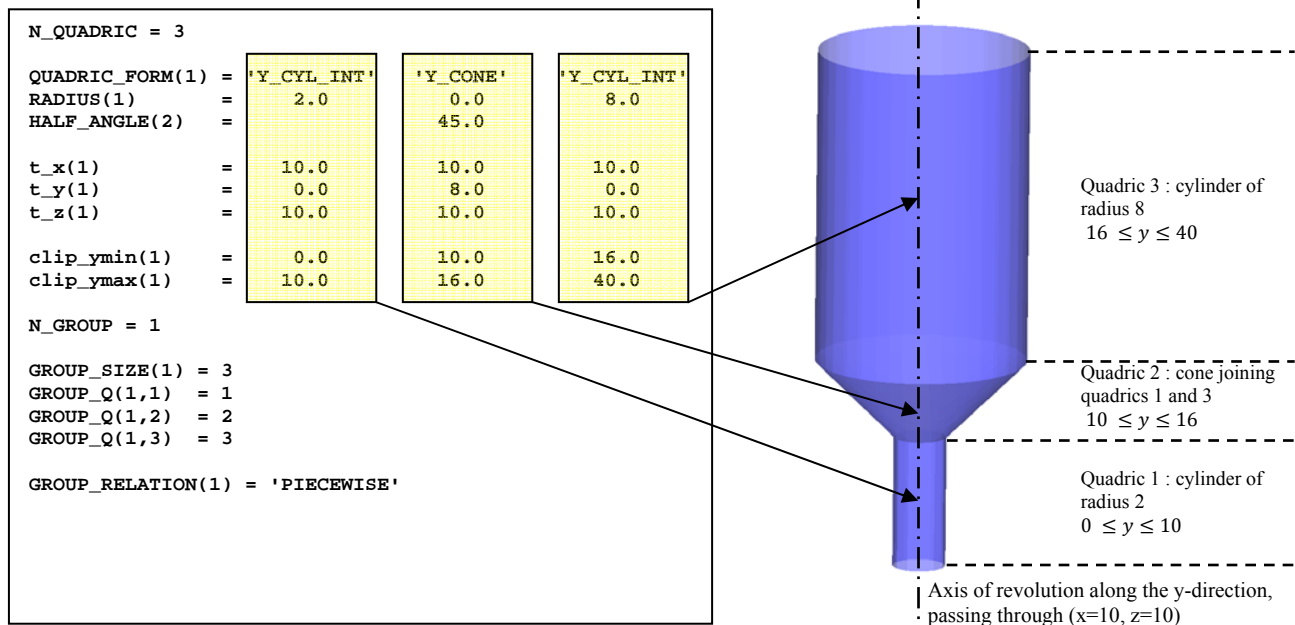 N_QUADRIC = 3
QUADRIC_FORM(1) = 'Y_CYL_INT' 'Y_CONE' 'Y_CYL_INT'
RADIUS(1) = 2.0 0.0 8.0
HALF_ANGLE(2) = 45.0
t_x(1) = 10.0 10.0 10.0
t_y(1) = 0.0 8.0 0.0
t_z(1) = 10.0 10.0 10.0
clip_ymin(1) = 0.0 10.0 16.0
clip_ymax(1) = 10.0 16.0 40.0
N_GROUP = 1
GROUP_SIZE(1) = 3
GROUP_Q(1,1) = 1
GROUP_Q(1,2) = 2
GROUP_Q(1,3) = 3
GROUP_RELATION(1) = 'PIECEWISE'
Quadric 3 : cylinder of
radius 8
16 ≤ y ≤ 40
Quadric 2 : cone joining
quadrics 1 and 3
10 ≤ y ≤ 16
Quadric 1 : cylinder of
radius 2
0 ≤ y ≤ 10
Axis of revolution along the y-direction,
passing through (x=10, z=10)